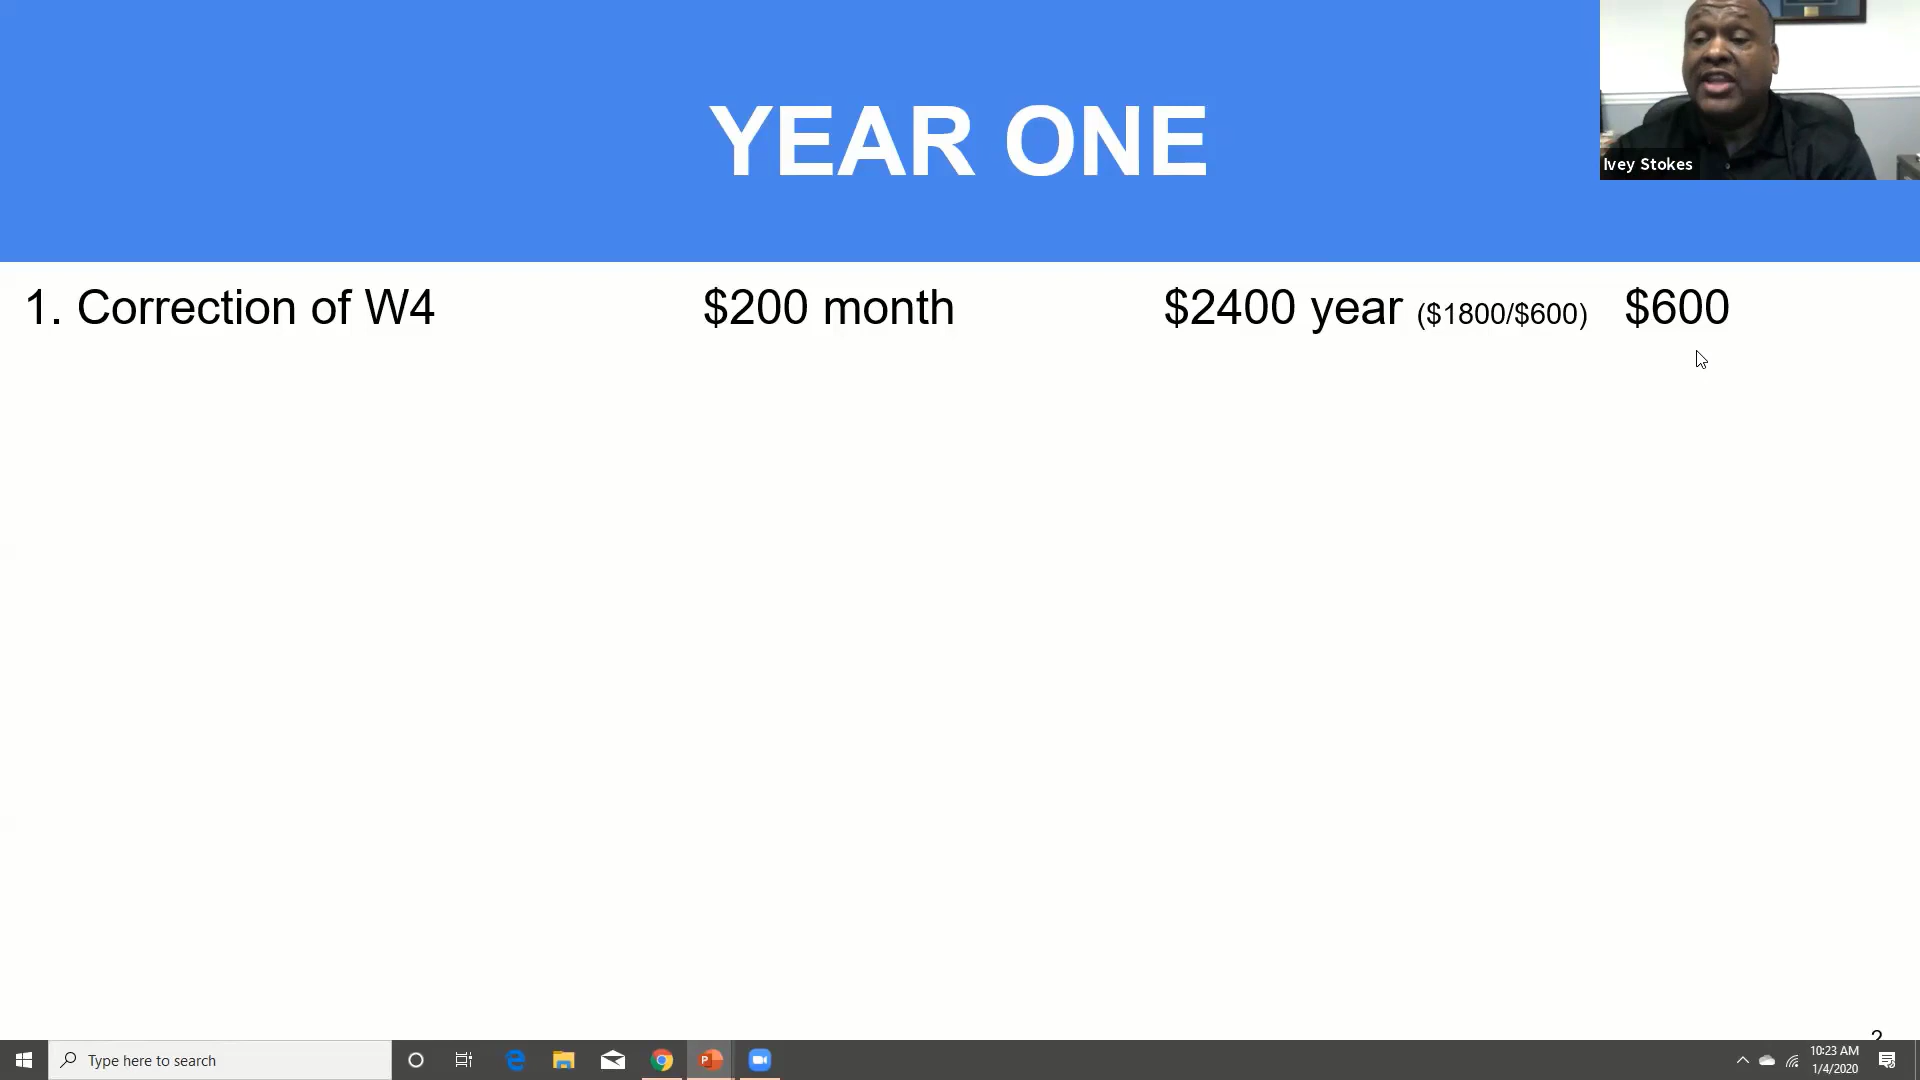 YEAR ONE
Ivey Stokes
1. Correction of W4 $200 month $2400 year ($1800/$600) $600
2
Type here to search
10:23 AM
1/4/2020